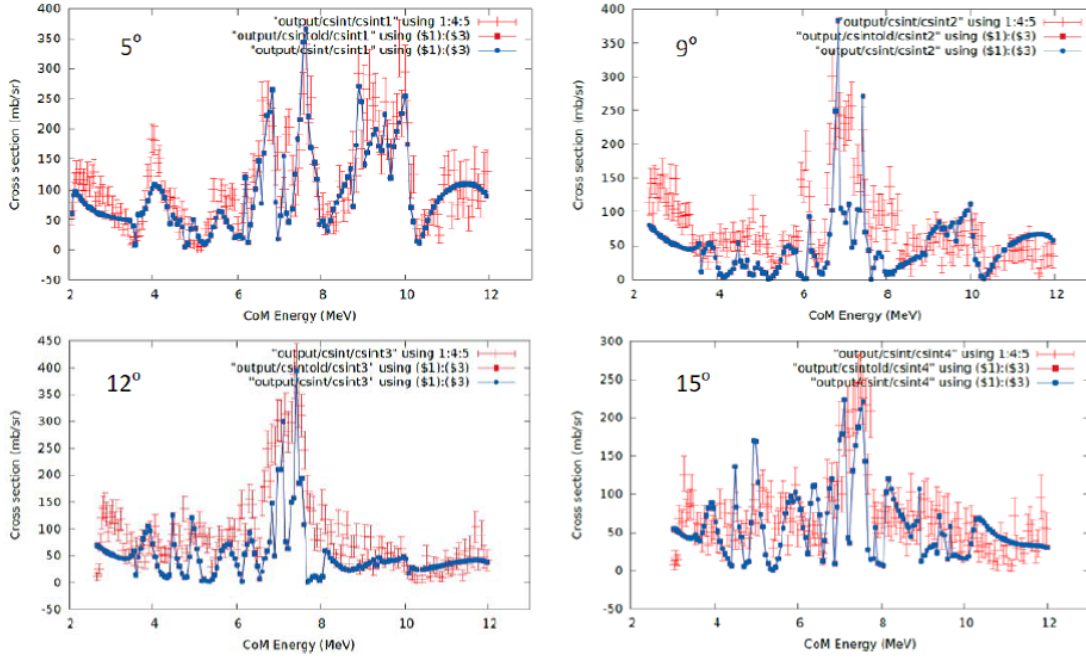 "output/csint/csint1" using 1:4:5
"output/csintold/csint1" using ($1):($3)
"output/csint/csint1" using ($1):($3)
5°
Cross section (mb/sr)
400
350
300
250
200
150
100
50
0
-50
2 4 6 8 10 12
CoM Energy (MeV)
"output/csint/csint2" using 1:4:5
"output/csintold/csint2" using ($1):($3)
"output/csint/csint2" using ($1):($3)
9°
Cross section (mb/sr)
400
350
300
250
200
150
100
50
0
2 4 6 8 10 12
CoM Energy (MeV)
"output/csint/csint3" using 1:4:5
"output/csintold/csint3" using ($1):($3)
"output/csint/csint3" using ($1):($3)
12°
Cross section (mb/sr)
450
400
350
300
250
200
150
100
50
0
-50
2 4 6 8 10 12
CoM Energy (MeV)
"output/csint/csint4" using 1:4:5
"output/csintold/csint4" using ($1):($3)
"output/csint/csint4" using ($1):($3)
15°
Cross section (mb/sr)
300
250
200
150
100
50
0
-50
2 4 6 8 10 12
CoM Energy (MeV)